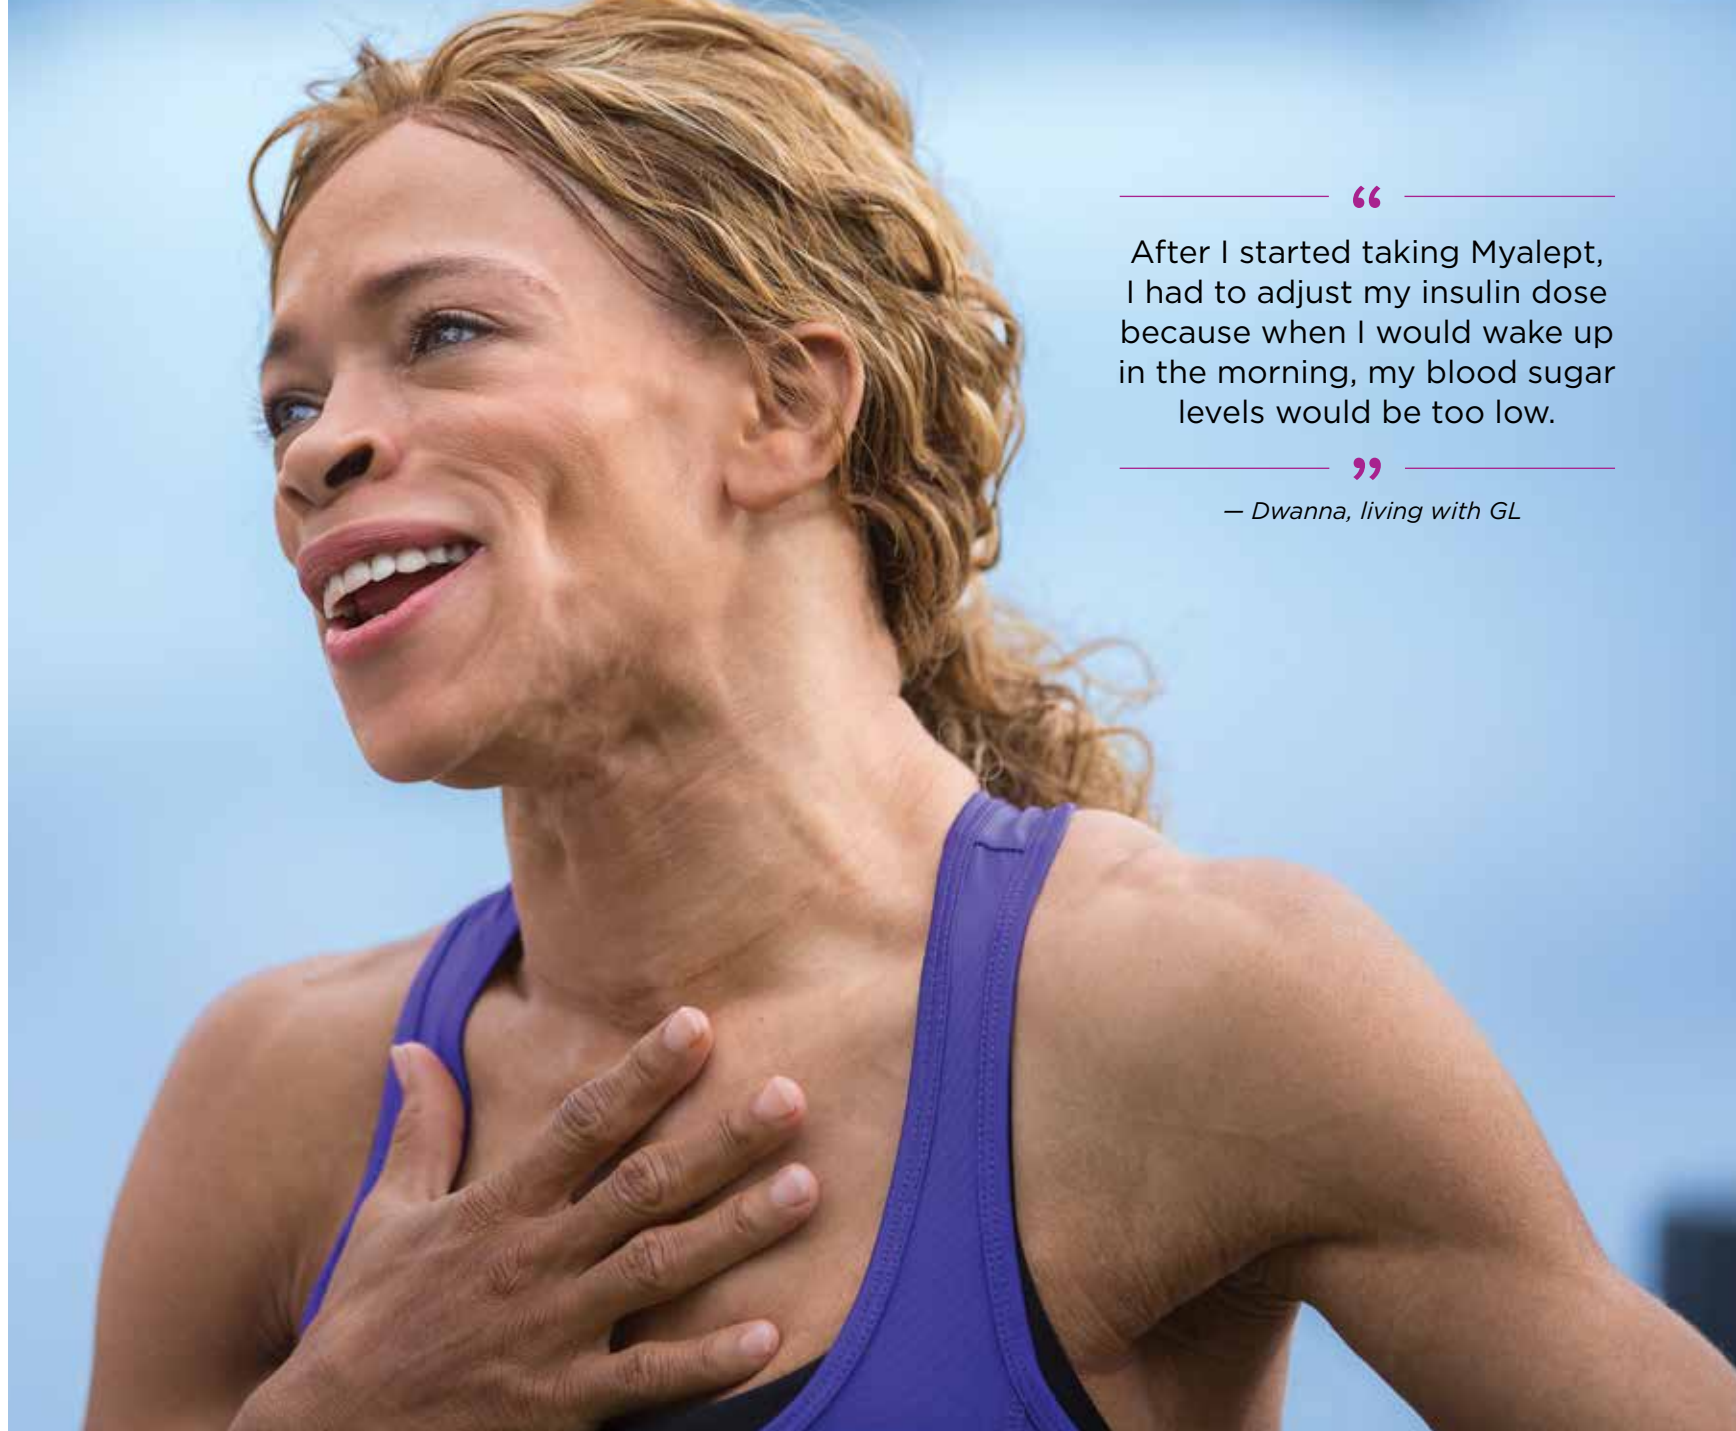 “
After I started taking Myalept,
I had to adjust my insulin dose
because when I would wake up
in the morning, my blood sugar
levels would be too low.
”
— Dwanna, living with GL